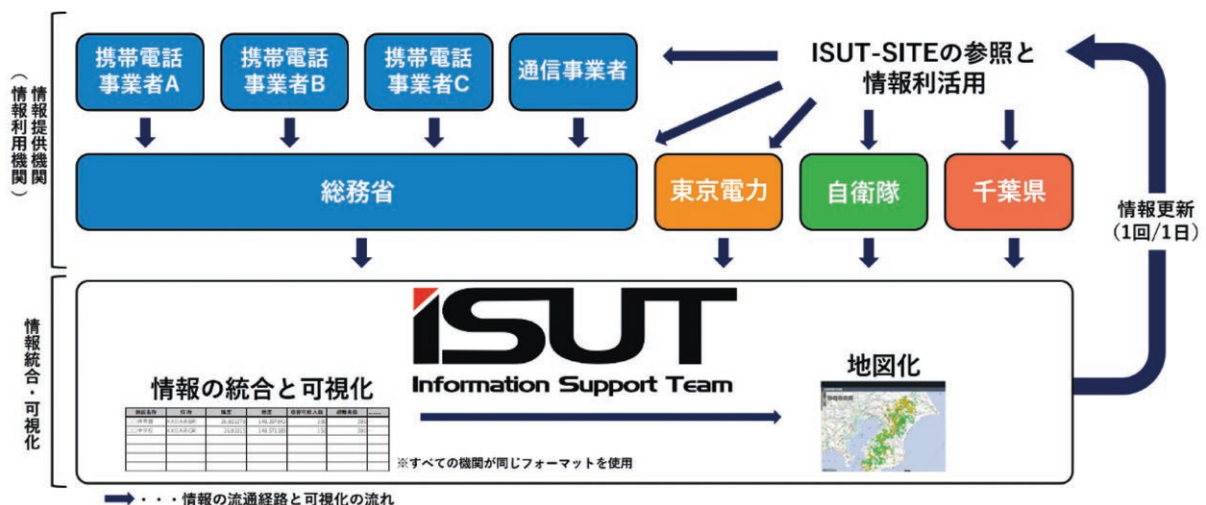 情報提供機関
(情報利用機関)
携帯電話
事業者A
携帯電話
事業者B
携帯電話
事業者C
通信事業者
ISUT-SITEの参照と
情報利活用
総務省
東京電力
自衛隊
千葉県
情報更新
(1回/1日)
情報統合・可視化
ISUT
Information Support Team
情報の統合と可視化
地図化
※すべての機関が同じフォーマットを使用
・・・情報の流通経路と可視化の流れ